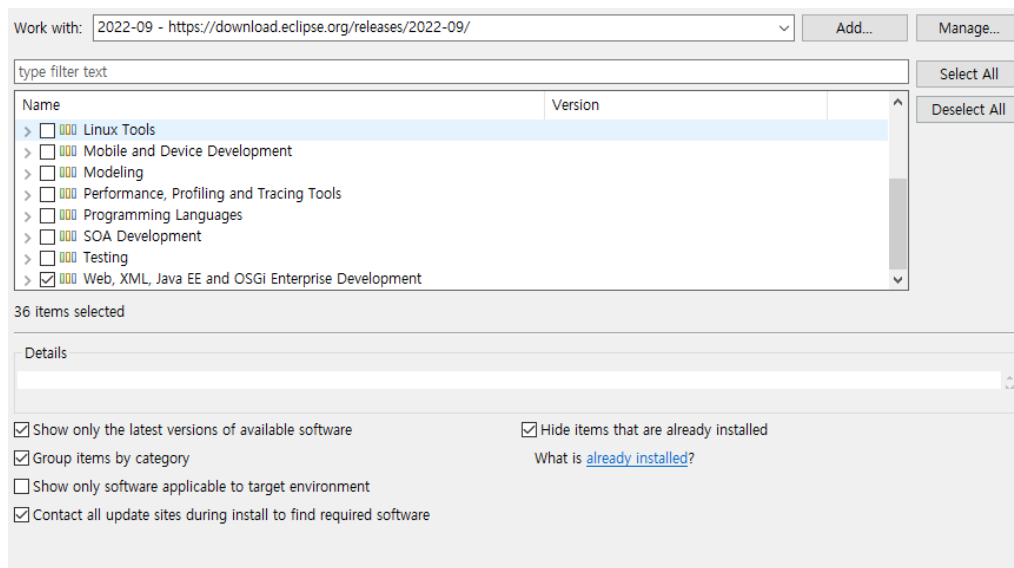 Work with: 2022-09 - https://download.eclipse.org/releases/2022-09/ Add... Manage...
type filter text Select All
Name Version Deselect All
Linux Tools
Mobile and Device Development
Modeling
Performance, Profiling and Tracing Tools
Programming Languages
SOA Development
Testing
Web, XML, Java EE and OSGi Enterprise Development
36 items selected
Details
Show only the latest versions of available software Hide items that are already installed
Group items by category What is already installed?
Show only software applicable to target environment
Contact all update sites during install to find required software